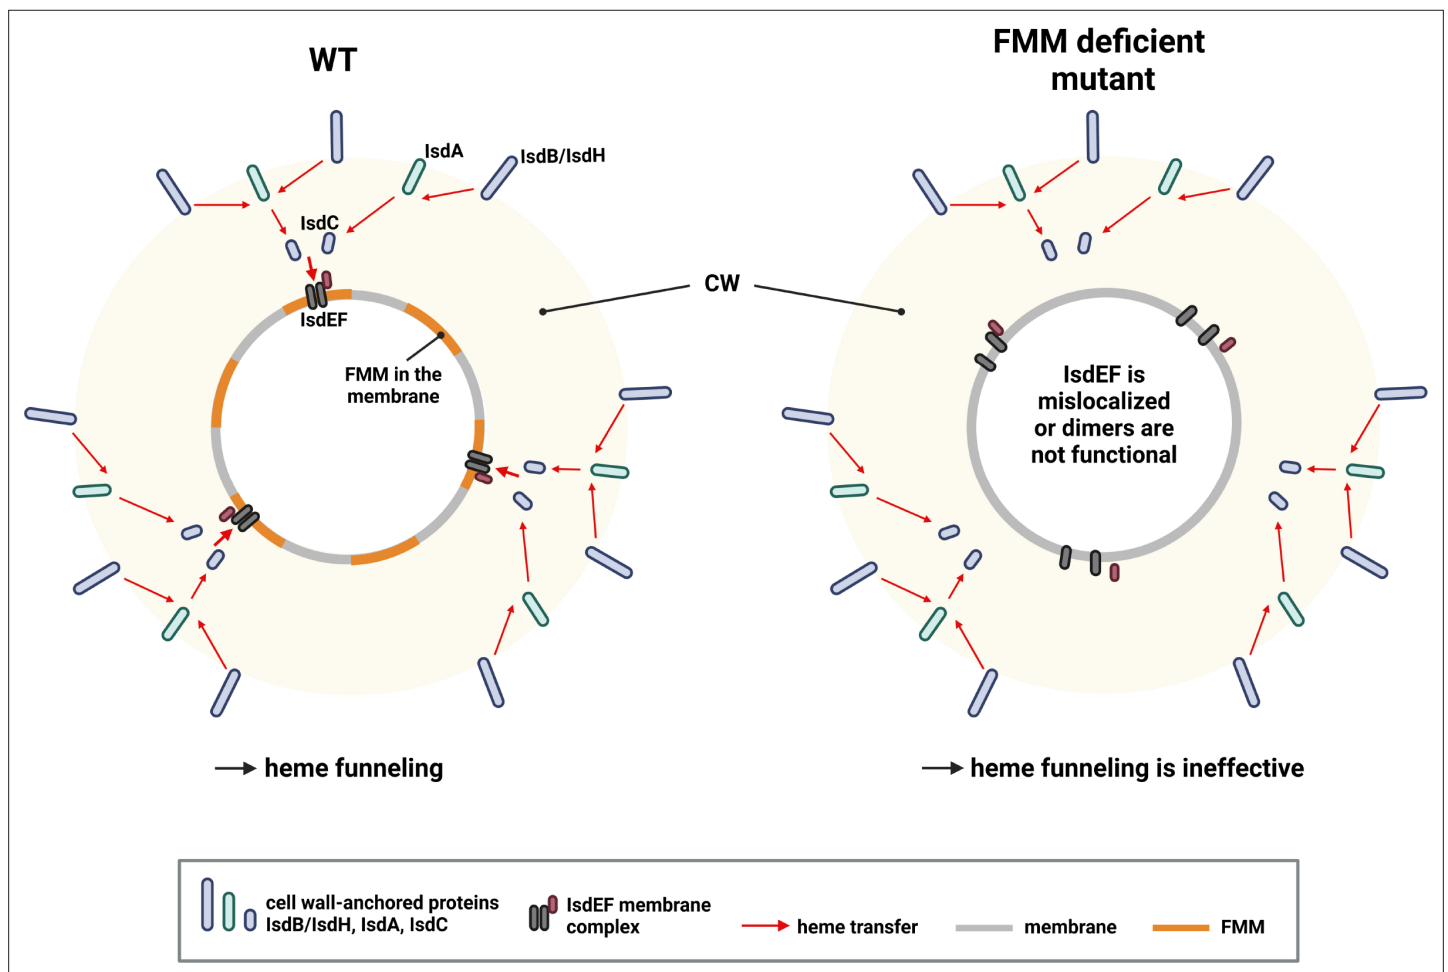 WT
FMM deficient
mutant
IsdA
IsdB/IsdH
IsdC
IsdEF
CW
FMM in the
membrane
IsdEF is
mislocalized
or dimers are
not functional
heme funneling
heme funneling is ineffective
cell wall-anchored proteins
IsdB/IsdH, IsdA, IsdC
IsdEF membrane
complex
heme transfer
membrane
FMM